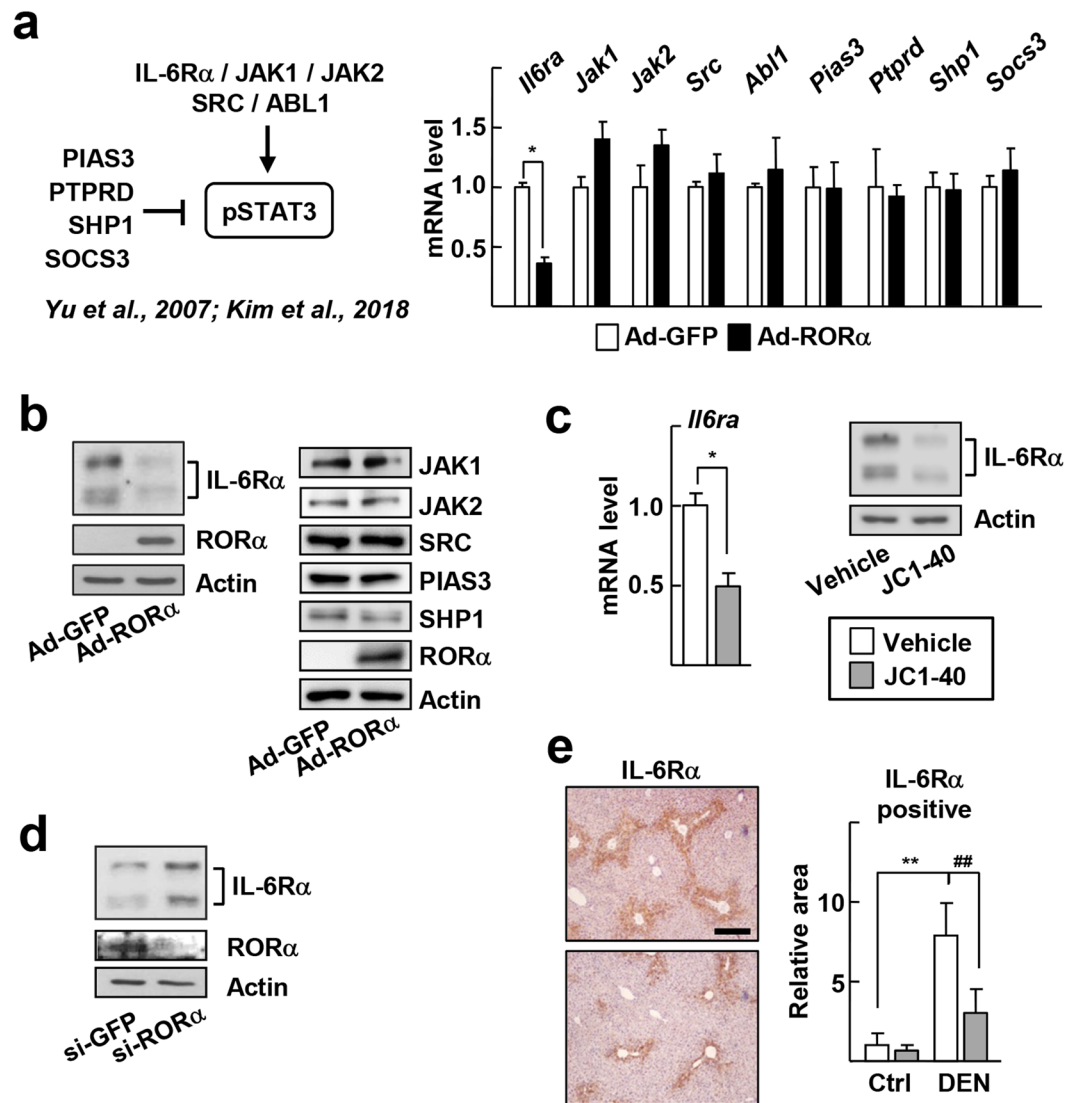 a
IL-6Rα / JAK1 / JAK2
SRC / ABL1
PIAS3
PTPRD
SHP1
SOCS3
pSTAT3
Yu et al., 2007; Kim et al., 2018
Il6ra Jak1 Jak2 Src Abl1 Pias3 Ptprd Shp1 Socs3
mRNA level
1.5
1.0
0.5
*
Ad-GFP Ad-RORα
b
IL-6Rα
RORα
Actin
Ad-GFP
Ad-RORα
JAK1
JAK2
SRC
PIAS3
SHP1
RORα
Actin
Ad-GFP
Ad-RORα
c
Il6ra
mRNA level
1.0
0.5
*
IL-6Rα
Actin
Vehicle
JC1-40
Vehicle
JC1-40
d
IL-6Rα
RORα
Actin
si-GFP
si-RORα
e
IL-6Rα
IL-6Rα
positive
Relative area
10
5
** ##
Ctrl DEN